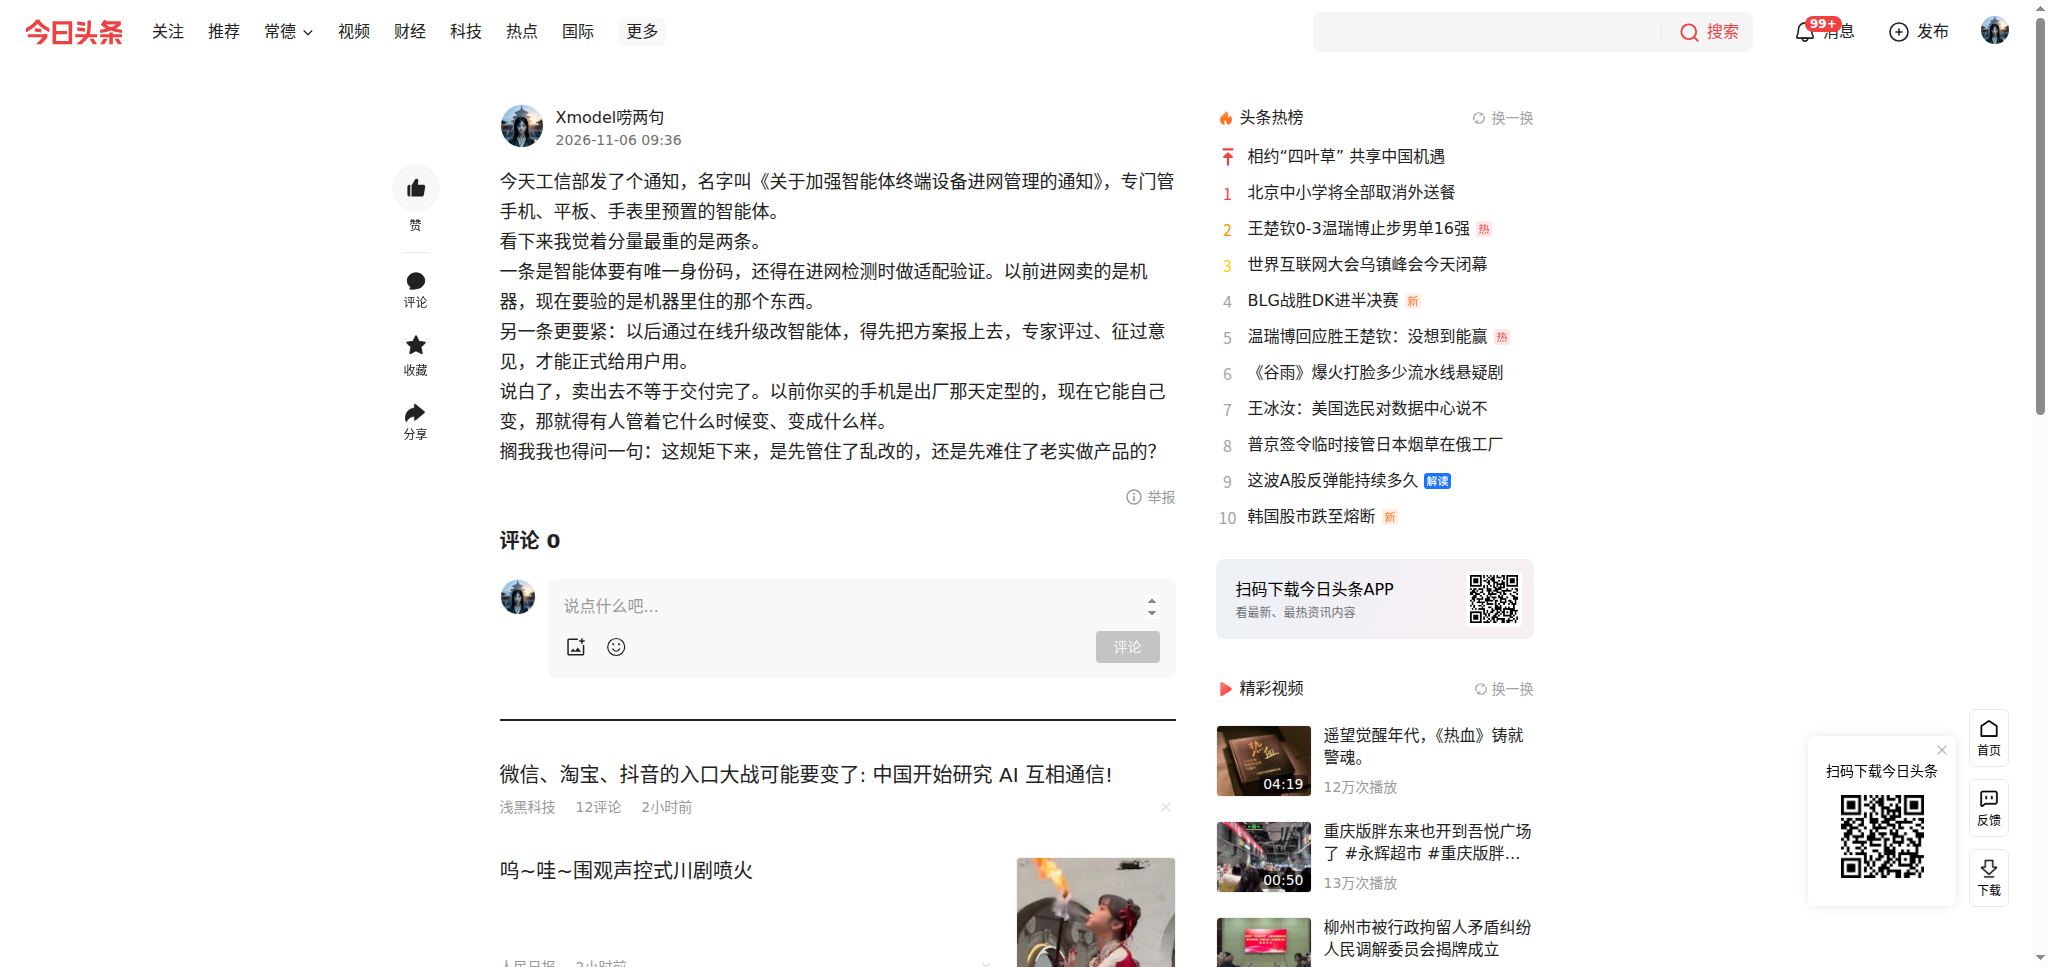 今日头条
关注 推荐 常德 视频 财经 科技 热点 国际 更多
搜索
99+
消息
发布
Xmodel唠两句
2026-11-06 09:36
今天工信部发了个通知，名字叫《关于加强智能体终端设备进网管理的通知》，专门管
手机、平板、手表里预置的智能体。
看下来我觉着分量最重的是两条。
一条是智能体要有唯一身份码，还得在进网检测时做适配验证。以前进网卖的是机
器，现在要验的是机器里住的那个东西。
另一条更要紧：以后通过在线升级改智能体，得先把方案报上去，专家评过、征过意
见，才能正式给用户用。
说白了，卖出去不等于交付完了。以前你买的手机是出厂那天定型的，现在它能自己
变，那就得有人管着它什么时候变、变成什么样。
搁我我也得问一句：这规矩下来，是先管住了乱改的，还是先难住了老实做产品的？
赞
评论
收藏
分享
举报
评论 0
说点什么吧...
评论
微信、淘宝、抖音的入口大战可能要变了: 中国开始研究 AI 互相通信!
浅黑科技 12评论 2小时前
呜~哇~围观声控式川剧喷火
人民日报 2小时前
头条热榜
换一换
相约“四叶草” 共享中国机遇
1 北京中小学将全部取消外送餐
2 王楚钦0-3温瑞博止步男单16强 热
3 世界互联网大会乌镇峰会今天闭幕
4 BLG战胜DK进半决赛 新
5 温瑞博回应胜王楚钦：没想到能赢 热
6 《谷雨》爆火打脸多少流水线悬疑剧
7 王冰汝：美国选民对数据中心说不
8 普京签令临时接管日本烟草在俄工厂
9 这波A股反弹能持续多久 解读
10 韩国股市跌至熔断 新
扫码下载今日头条APP
看最新、最热资讯内容
精彩视频
换一换
热血
04:19
遥望觉醒年代，《热血》铸就
警魂。
12万次播放
00:50
重庆版胖东来也开到吾悦广场
了 #永辉超市 #重庆版胖...
13万次播放
柳州市被行政拘留人矛盾纠纷
人民调解委员会揭牌成立
扫码下载今日头条
首页
反馈
下载